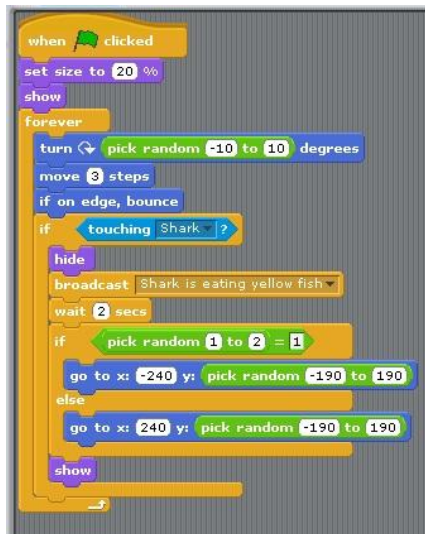 when clicked
set size to 20 %
show
forever
turn pick random -10 to 10 degrees
move 3 steps
if on edge, bounce
if touching Shark ?
hide
broadcast Shark is eating yellow fish
wait 2 secs
if pick random 1 to 2 = 1
go to x: -240 y: pick random -190 to 190
else
go to x: 240 y: pick random -190 to 190
show